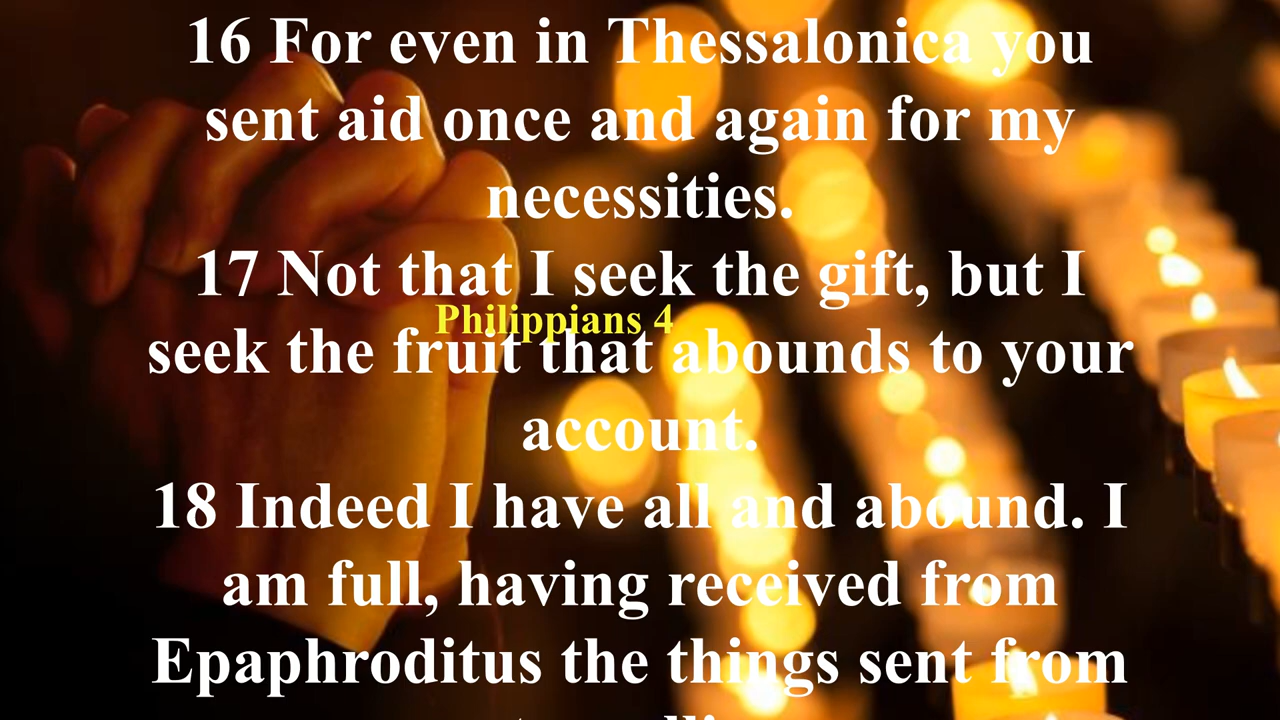 16 For even in Thessalonica you
sent aid once and again for my
necessities.
17 Not that I seek the gift, but I
Philippians 4
seek the fruit that abounds to your
account.
18 Indeed I have all and abound. I
am full, having received from
Epaphroditus the things sent from